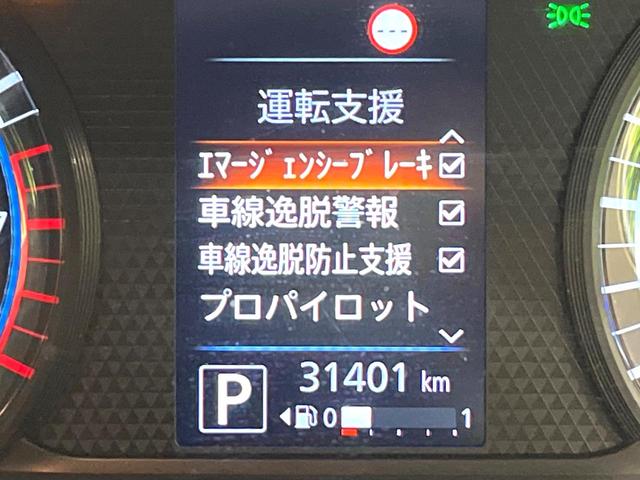 ---
運転支援
ｴﾏｰｼﾞｪﾝｼｰﾌﾞﾚｰｷ
車線逸脱警報
車線逸脱防止支援
プロパイロット
P 31401 km
0 1